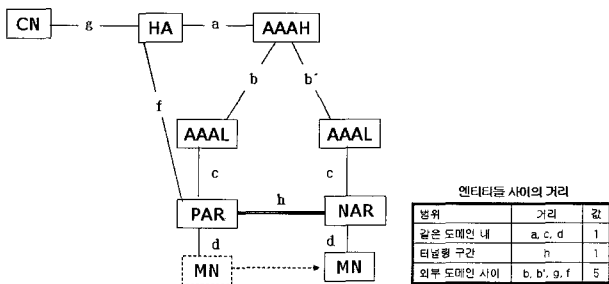 CN
g
HA
a
AAAH
b
b´
f
AAAL
AAAL
c
c
h
PAR
NAR
d
d
MN
MN
엔티티들 사이의 거리
범위 거리 값
같은 도메인 내 a, c, d 1
터널링 구간 h 1
외부 도메인 사이 b, b', g, f 5